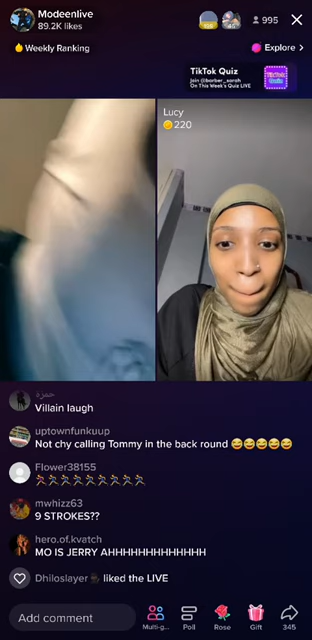 Modeenlive
89.2K likes
995
Weekly Ranking
Explore >
TikTok Quiz
Join @barber_sarah
On This Week's Quiz LIVE
Lucy
220
حمزه
Villain laugh
uptownfunkuup
Not chy calling Tommy in the back round 😂😂😂😂😂
Flower38155
mwhizz63
9 STROKES??
hero.of.kvatch
MO IS JERRY AHHHHHHHHHHHHH
Dhiloslayer liked the LIVE
Add comment
Multi-g...
Poll
Rose
Gift
345